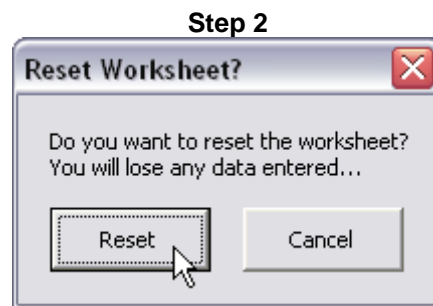 Step 2
Reset Worksheet?
Do you want to reset the worksheet?
You will lose any data entered...
Reset
Cancel